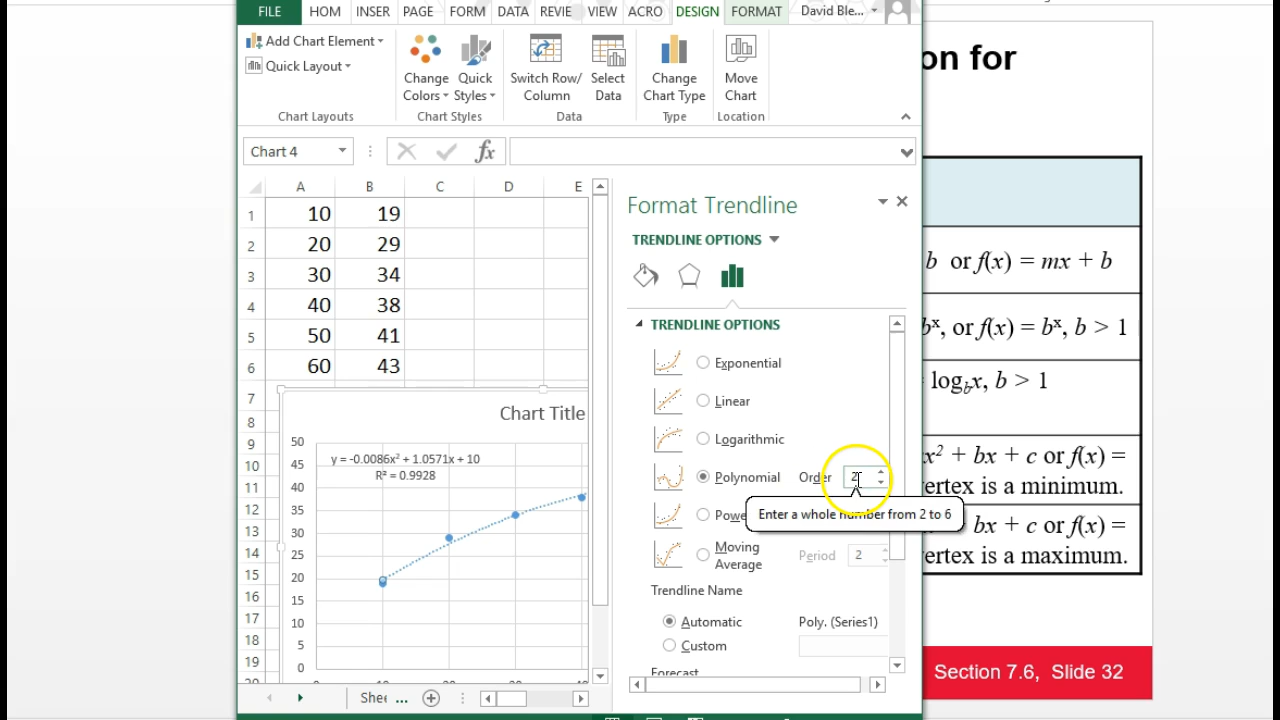 FILE HOM INSER PAGE FORM DATA REVIE VIEW ACRO DESIGN FORMAT David Ble...
Add Chart Element
Quick Layout
Change Colors
Quick Styles
Switch Row/ Column
Select Data
Change Chart Type
Move Chart
Chart Layouts Chart Styles Data Type Location
Chart 4 fx
A B C D E
1 10 19
2 20 29
3 30 34
4 40 38
5 50 41
6 60 43
7
8
9
10
11
12
13
14
15
16
17
18
19
Chart Title
y = -0.0086x² + 1.0571x + 10
R² = 0.9928
50
45
40
35
30
25
20
15
10
5
0
Shee ...
Format Trendline
TRENDLINE OPTIONS
TRENDLINE OPTIONS
Exponential
Linear
Logarithmic
Polynomial Order 2
Enter a whole number from 2 to 6
Powe
Moving
Average Period 2
Trendline Name
Automatic Poly. (Series1)
Custom
Forecast
on for
b or f(x) = mx + b
bˣ, or f(x) = bˣ, b > 1
= log_b x, b > 1
x² + bx + c or f(x) =
ertex is a minimum.
+ bx + c or f(x) =
vertex is a maximum.
Section 7.6, Slide 32